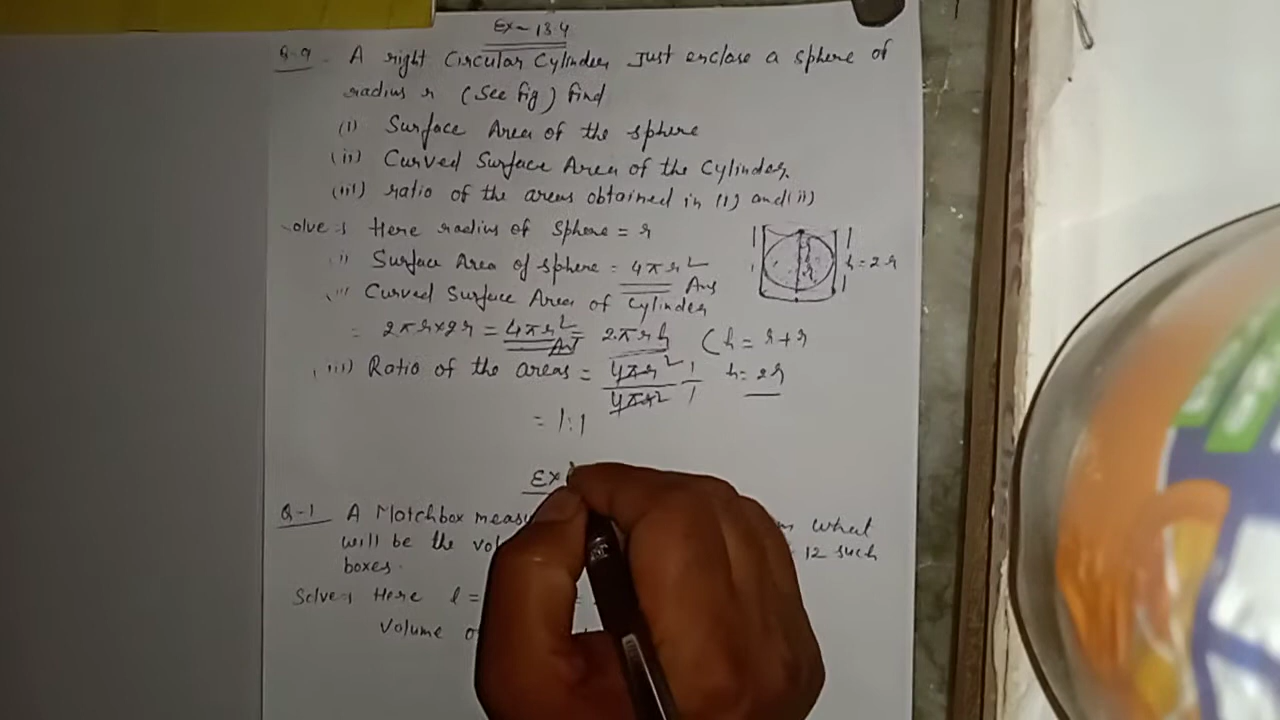 Ex-13.4
Q-9. A right Circular Cylinder Just enclose a sphere of
radius r (See fig) find
(i) Surface Area of the sphere
(ii) Curved Surface Area of the Cylinder.
(iii) ratio of the areas obtained in (i) and (ii)
Solve:- Here radius of Sphere = r
i) Surface Area of sphere = 4πr² Ans
h = 2r
ii) Curved Surface Area of Cylinder
= 2πr×2r = 4πr² = 2πrh (h = r+r
Ans
iii) Ratio of the areas = 4πr²/4πr² 1/1 h=2r
= 1:1
Ex
Q-1 A Matchbox what
will be the 12 such
boxes.
Solve:- Here l = =
Volume